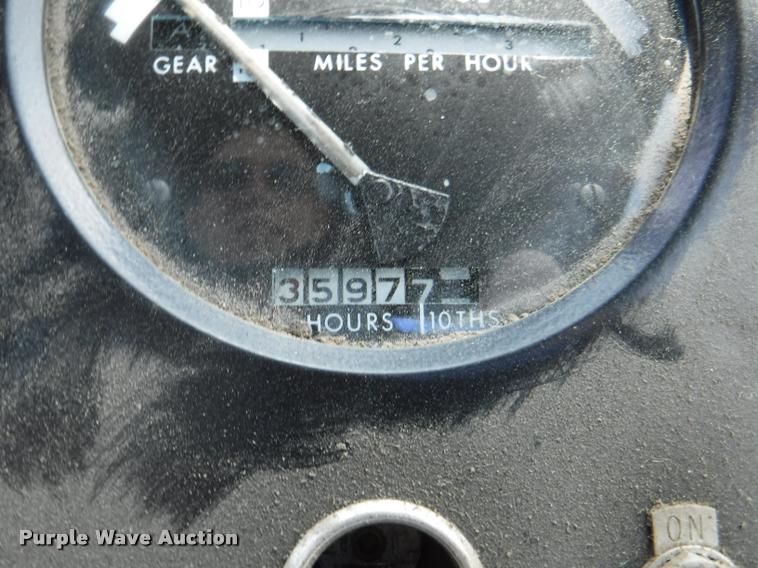 1 2 3
GEAR MILES PER HOUR
35977
HOURS 10THS
ON
Purple Wave Auction